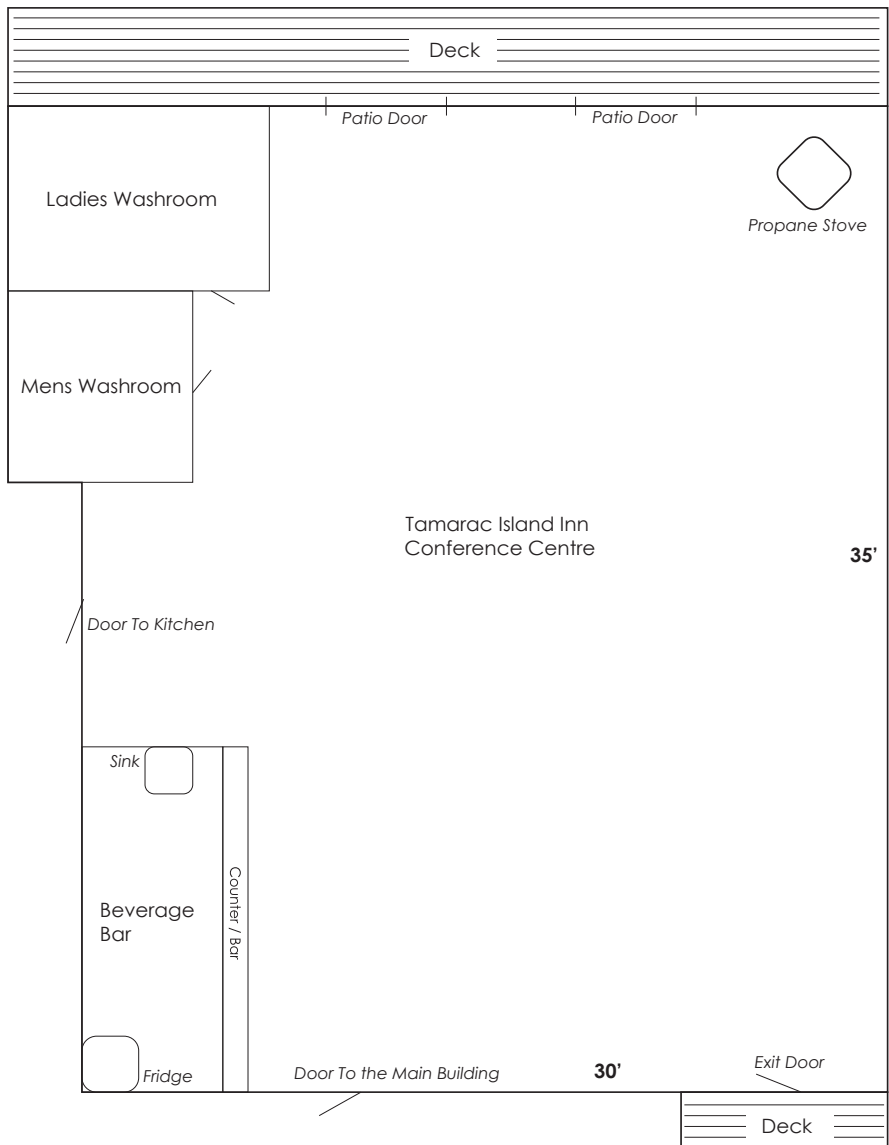 Deck
Patio Door
Patio Door
Ladies Washroom
Propane Stove
Mens Washroom
Tamarac Island Inn
Conference Centre
35’
Door To Kitchen
Sink
Counter / Bar
Beverage
Bar
Fridge
Door To the Main Building
30’
Exit Door
Deck